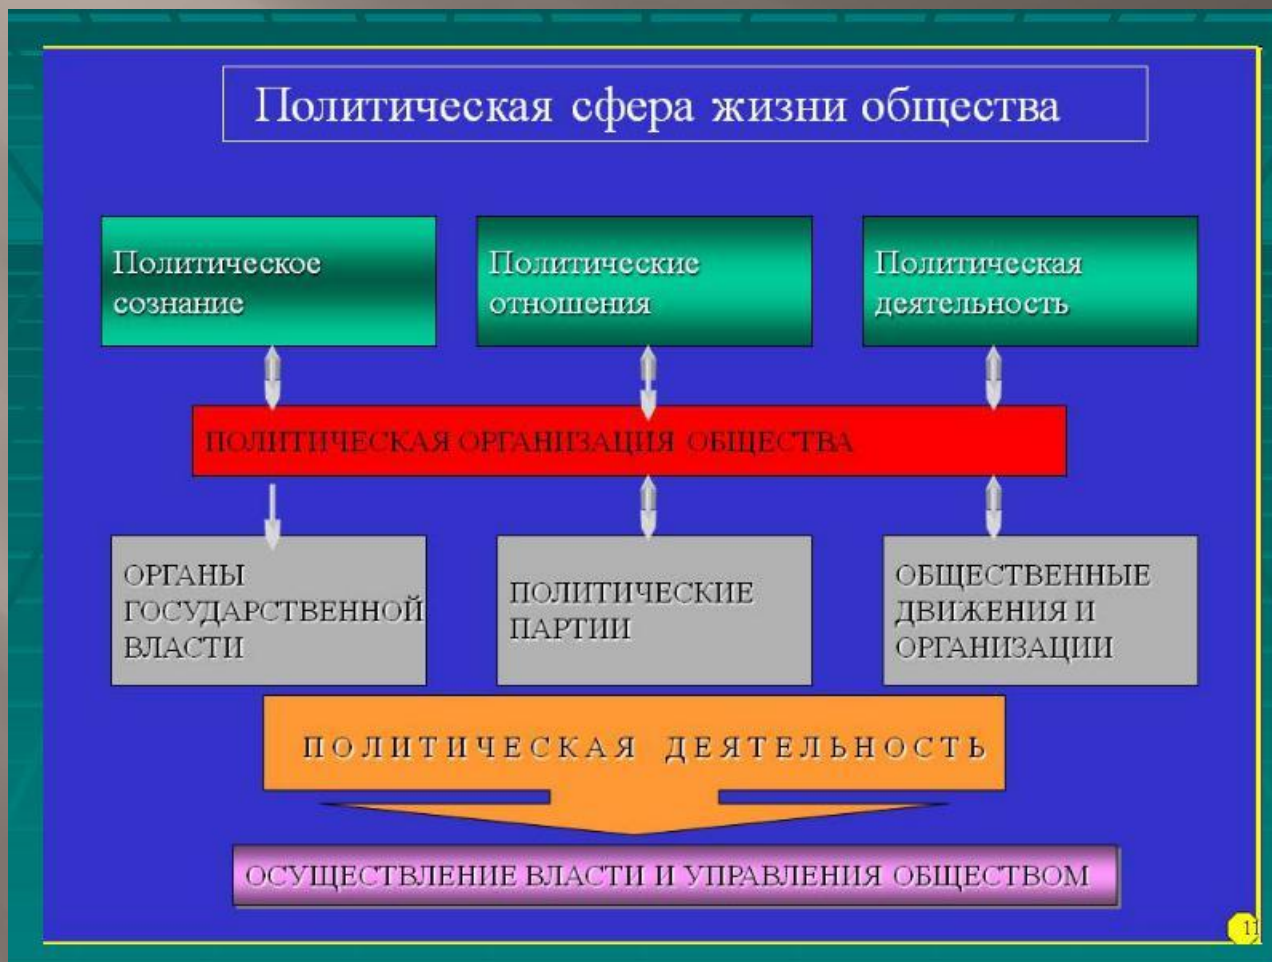 Политическая сфера жизни общества
Политическое
сознание
Политические
отношения
Политическая
деятельность
ПОЛИТИЧЕСКАЯ ОРГАНИЗАЦИЯ ОБЩЕСТВА
ОРГАНЫ
ГОСУДАРСТВЕННОЙ
ВЛАСТИ
ПОЛИТИЧЕСКИЕ
ПАРТИИ
ОБЩЕСТВЕННЫЕ
ДВИЖЕНИЯ И
ОРГАНИЗАЦИИ
ПОЛИТИЧЕСКАЯ ДЕЯТЕЛЬНОСТЬ
ОСУЩЕСТВЛЕНИЕ ВЛАСТИ И УПРАВЛЕНИЯ ОБЩЕСТВОМ
11